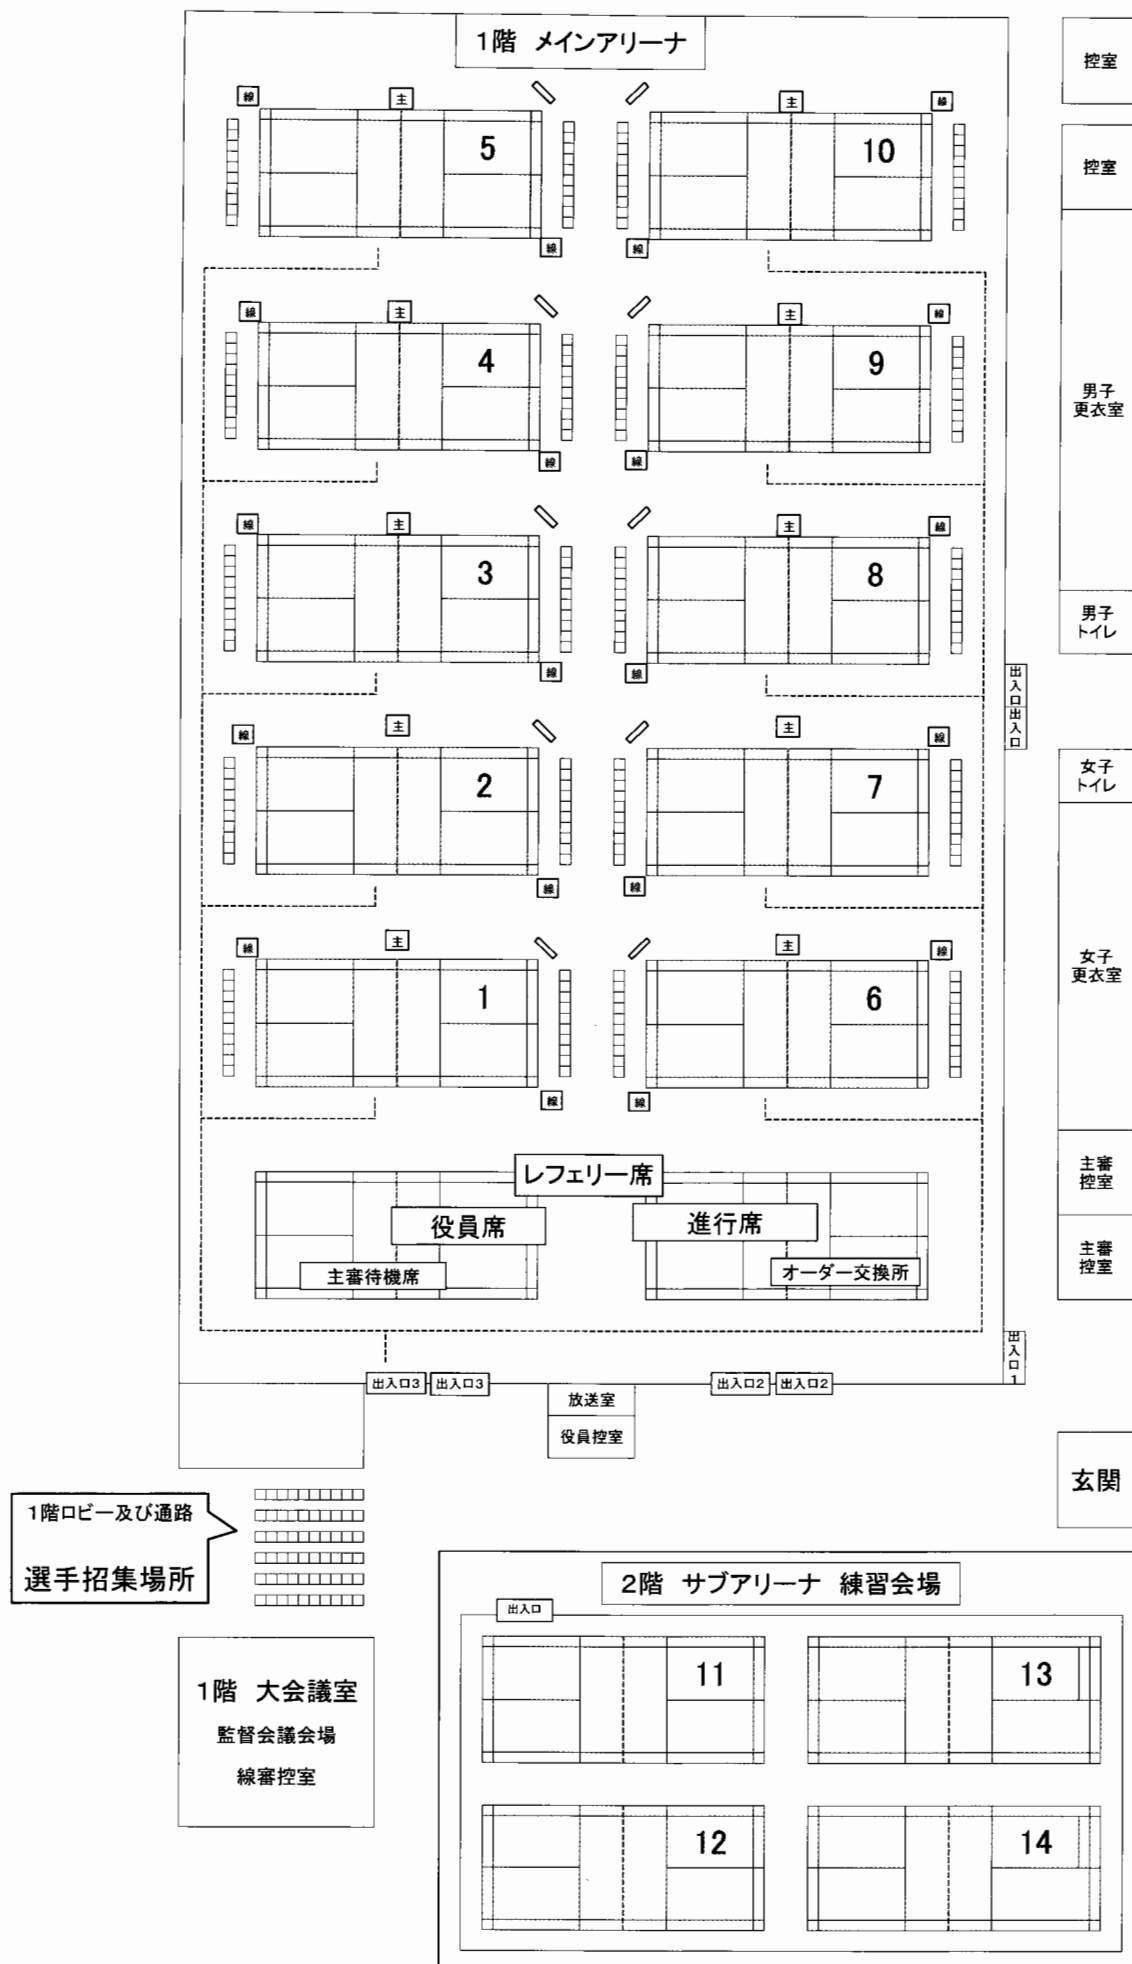 1階 メインアリーナ
控室
線
主
主
線
5
10
控室
線
線
線
主
主
線
4
9
男子
更衣室
線
線
線
主
主
線
3
8
男子
トイレ
線
線
出入口
出入口
線
主
主
線
2
7
女子
トイレ
線
線
線
主
主
線
1
6
女子
更衣室
線
線
レフェリー席
主審
控室
役員席
進行席
主審待機席
オーダー交換所
主審
控室
出入口1
出入口3
出入口3
出入口2
出入口2
放送室
役員控室
玄関
1階ロビー及び通路
選手招集場所
2階 サブアリーナ 練習会場
出入口
11
13
1階 大会議室
監督会議会場
線審控室
12
14